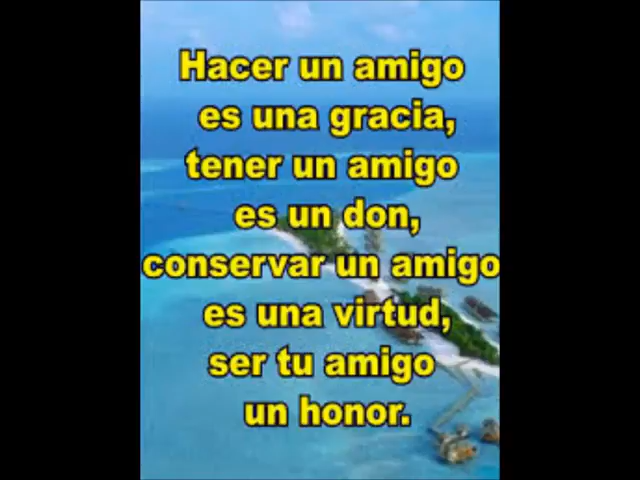 Hacer un amigo
es una gracia,
tener un amigo
es un don,
conservar un amigo
es una virtud,
ser tu amigo
un honor.